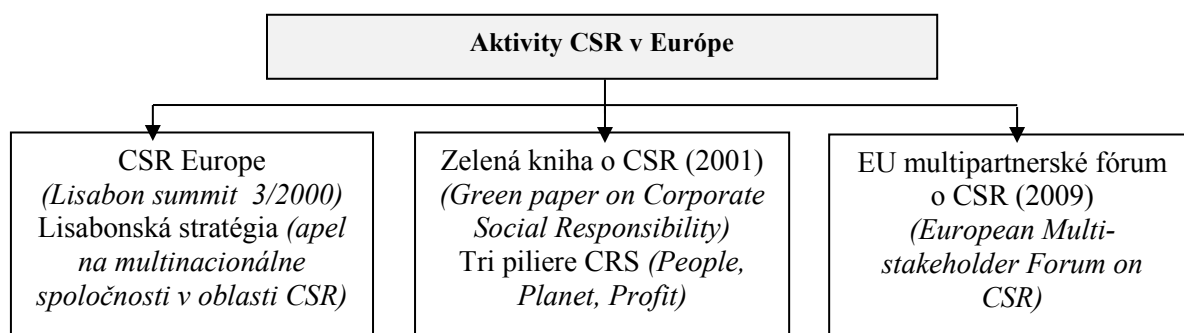 Aktivity CSR v Európe
CSR Europe
(Lisabon summit 3/2000)
Lisabonská stratégia (apel
na multinacionálne
spoločnosti v oblasti CSR)
Zelená kniha o CSR (2001)
(Green paper on Corporate
Social Responsibility)
Tri piliere CRS (People,
Planet, Profit)
EU multipartnerské fórum
o CSR (2009)
(European Multi-
stakeholder Forum on
CSR)